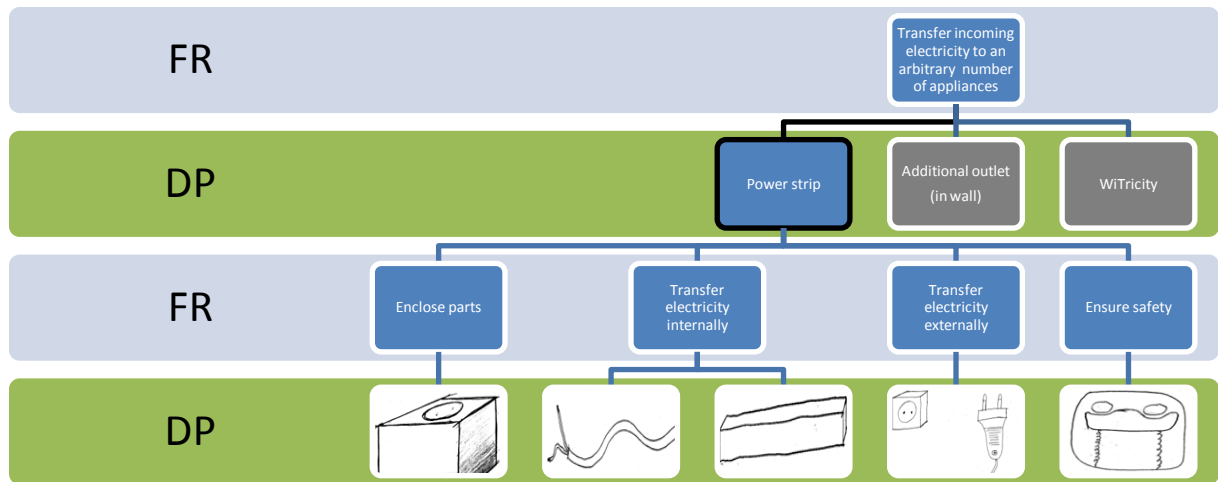 FR
Transfer incoming
electricity to an
arbitrary number
of appliances
DP
Power strip
Additional outlet
(in wall)
WiTricity
FR
Enclose parts
Transfer
electricity
internally
Transfer
electricity
externally
Ensure safety
DP